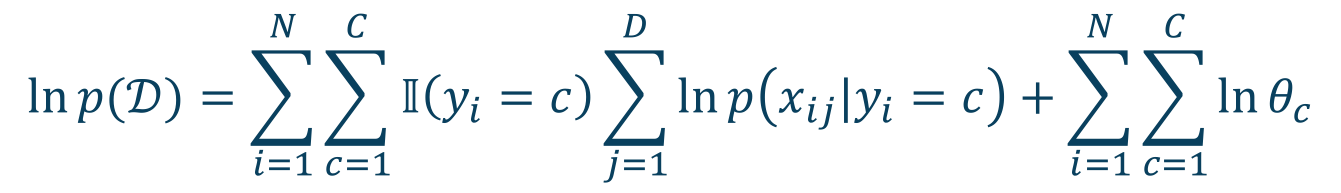 ln p(𝒟) = ∑_{i=1}^{N} ∑_{c=1}^{C} 𝕀(y_i = c) ∑_{j=1}^{D} ln p(x_{ij}|y_i = c) + ∑_{i=1}^{N} ∑_{c=1}^{C} ln θ_c